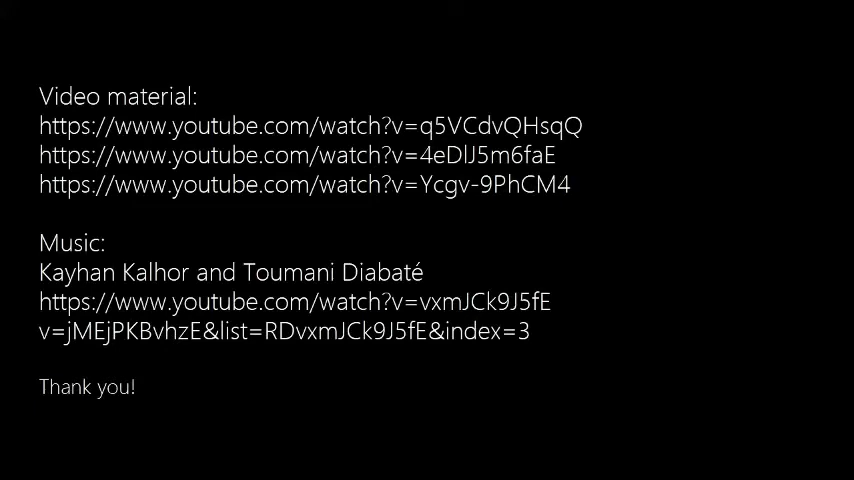 Video material:
https://www.youtube.com/watch?v=q5VCdvQHsqQ
https://www.youtube.com/watch?v=4eDlJ5m6faE
https://www.youtube.com/watch?v=Ycgv-9PhCM4
Music:
Kayhan Kalhor and Toumani Diabaté
https://www.youtube.com/watch?v=vxmJCk9J5fE
v=jMEjPKBvhzE&list=RDvxmJCk9J5fE&index=3
Thank you!